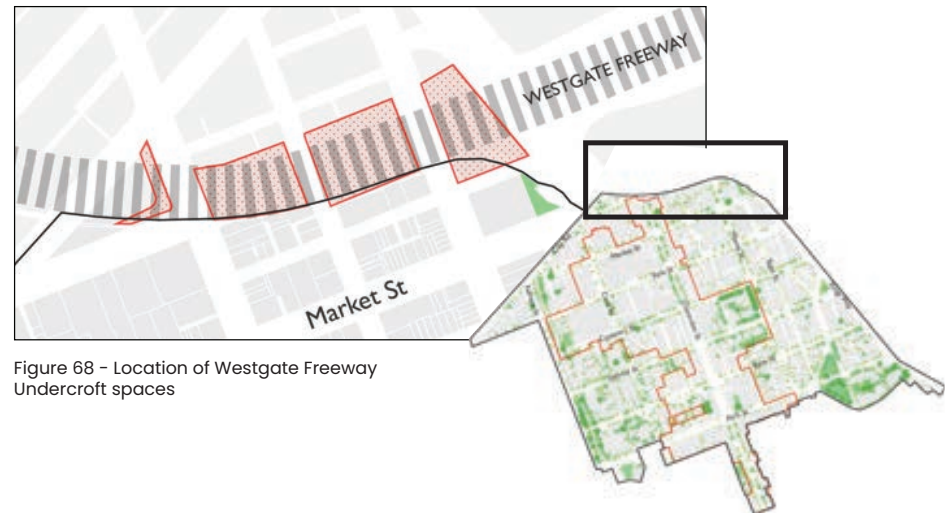 WESTGATE FREEWAY
Market St
Figure 68 - Location of Westgate Freeway
Undercroft spaces